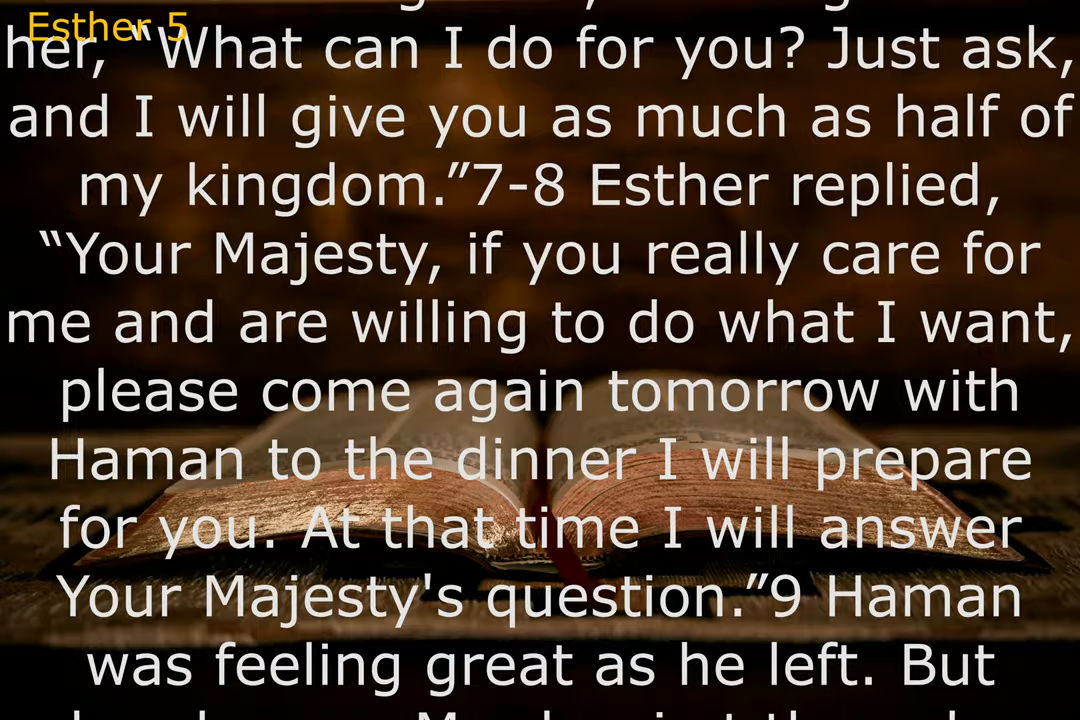 Esther 5
her, “What can I do for you? Just ask,
and I will give you as much as half of
my kingdom.”7-8 Esther replied,
“Your Majesty, if you really care for
me and are willing to do what I want,
please come again tomorrow with
Haman to the dinner I will prepare
for you. At that time I will answer
Your Majesty's question.”9 Haman
was feeling great as he left. But